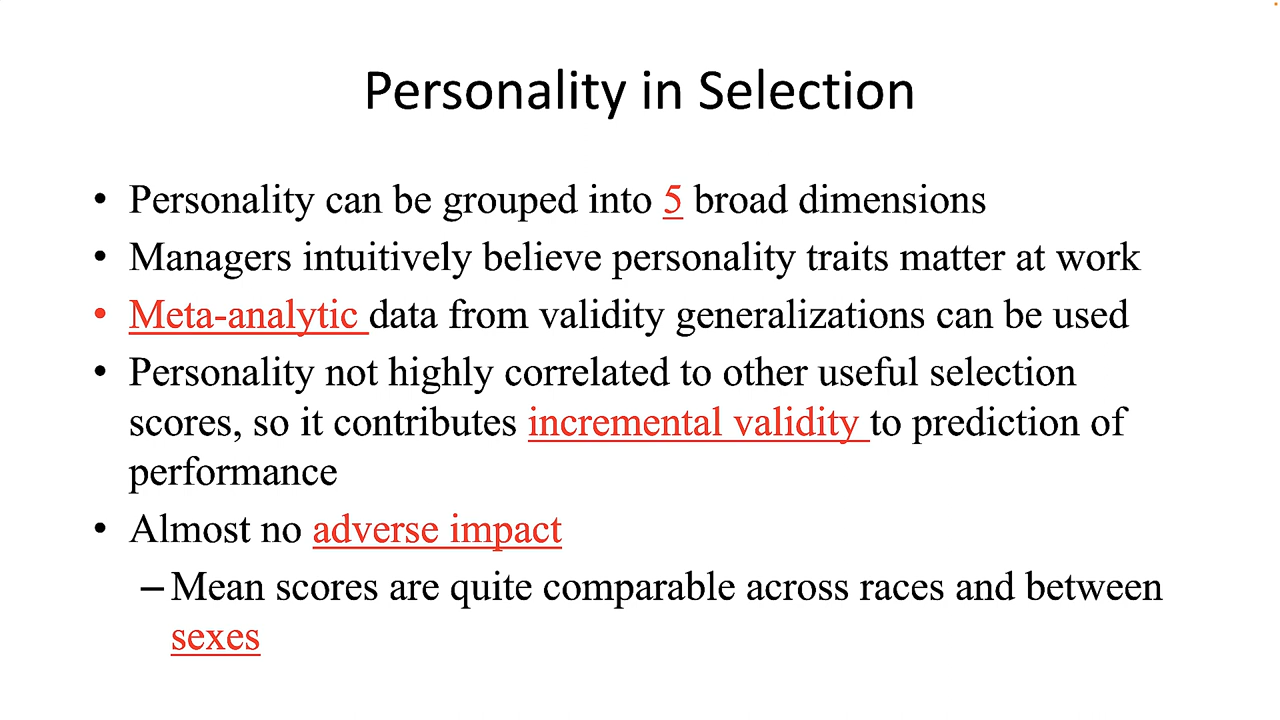 Personality in Selection
• Personality can be grouped into 5 broad dimensions
• Managers intuitively believe personality traits matter at work
• Meta-analytic data from validity generalizations can be used
• Personality not highly correlated to other useful selection
scores, so it contributes incremental validity to prediction of
performance
• Almost no adverse impact
– Mean scores are quite comparable across races and between
sexes